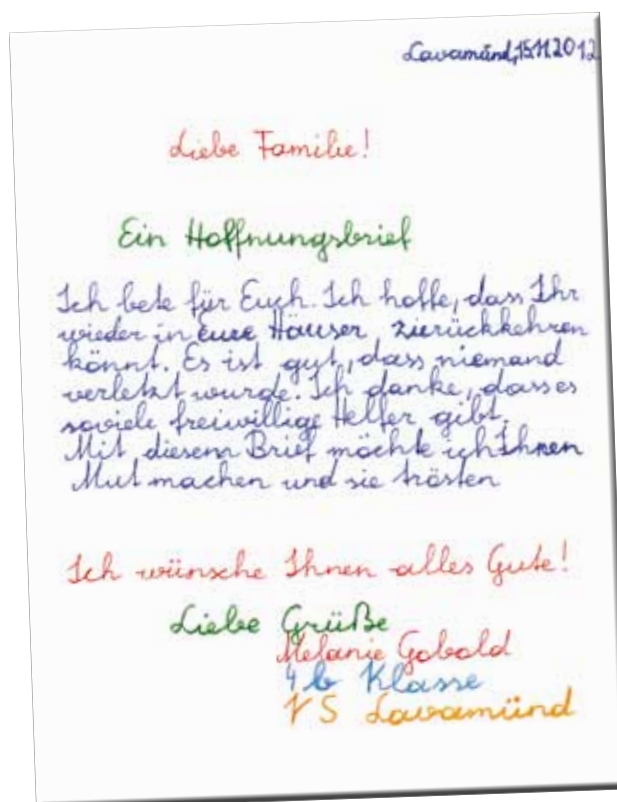 Lavamünd, 15.11.2012
Liebe Familie!
Ein Hoffnungsbrief
Ich bete für Euch. Ich hoffe, dass Ihr
wieder in eure Häuser zurückkehren
könnt. Es ist gut, dass niemand
verletzt wurde. Ich danke, dass es
soviele freiwillige Helfer gibt.
Mit diesem Brief möchte ich Ihnen
Mut machen und sie trösten
Ich wünsche Ihnen alles Gute!
Liebe Grüße
Melanie Gobold
4 b Klasse
VS Lavamünd